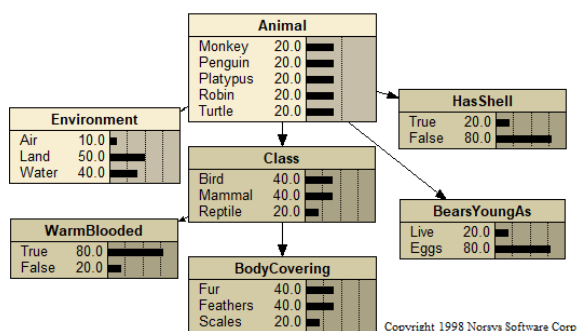 Animal
Monkey 20.0
Penguin 20.0
Platypus 20.0
Robin 20.0
Turtle 20.0
Environment
Air 10.0
Land 50.0
Water 40.0
HasShell
True 20.0
False 80.0
Class
Bird 40.0
Mammal 40.0
Reptile 20.0
WarmBlooded
True 80.0
False 20.0
BearsYoungAs
Live 20.0
Eggs 80.0
BodyCovering
Fur 40.0
Feathers 40.0
Scales 20.0
Copyright 1998 Norsys Software Corp